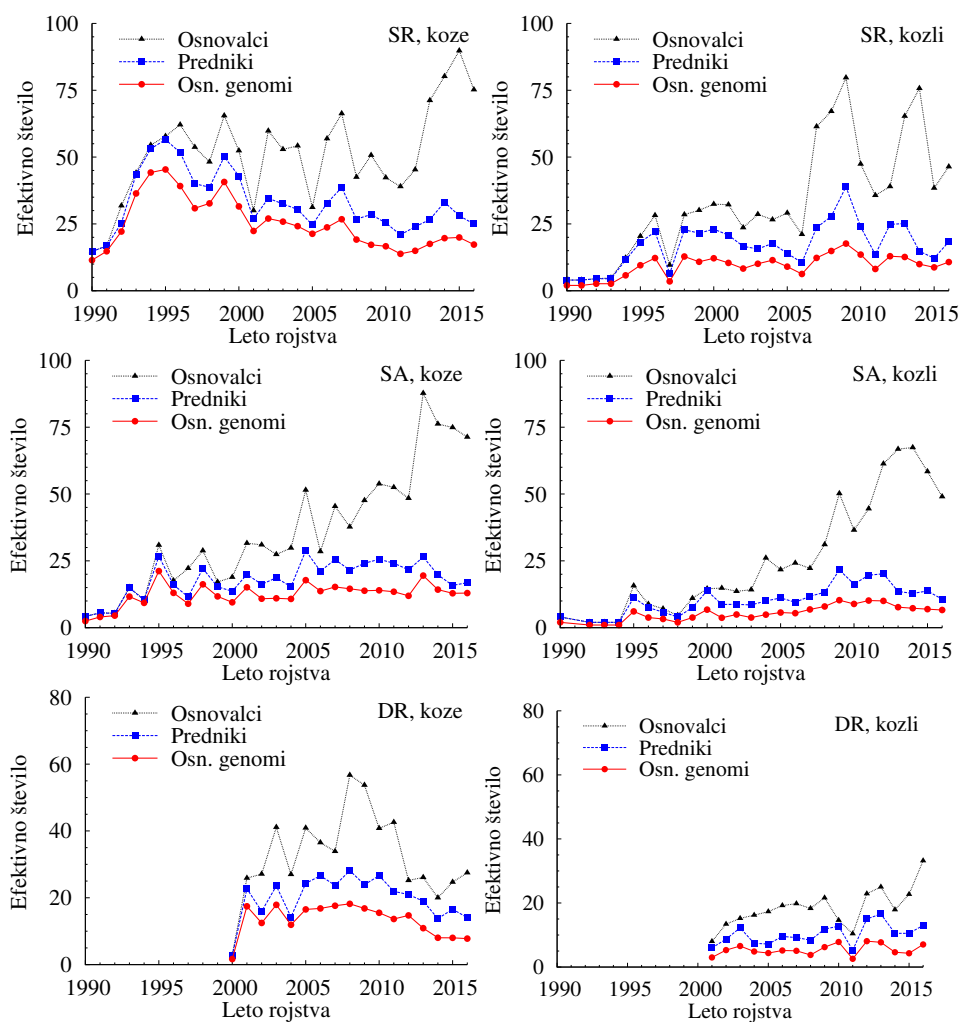 SR, koze
Osnovalci
Predniki
Osn. genomi
Efektivno število
100
75
50
25
0
1990 1995 2000 2005 2010 2015
Leto rojstva
SR, kozli
Osnovalci
Predniki
Osn. genomi
Efektivno število
100
75
50
25
0
1990 1995 2000 2005 2010 2015
Leto rojstva
SA, koze
Osnovalci
Predniki
Osn. genomi
Efektivno število
100
75
50
25
0
1990 1995 2000 2005 2010 2015
Leto rojstva
SA, kozli
Osnovalci
Predniki
Osn. genomi
Efektivno število
100
75
50
25
0
1990 1995 2000 2005 2010 2015
Leto rojstva
DR, koze
Osnovalci
Predniki
Osn. genomi
Efektivno število
80
60
40
20
0
1990 1995 2000 2005 2010 2015
Leto rojstva
DR, kozli
Osnovalci
Predniki
Osn. genomi
Efektivno število
80
60
40
20
0
1990 1995 2000 2005 2010 2015
Leto rojstva